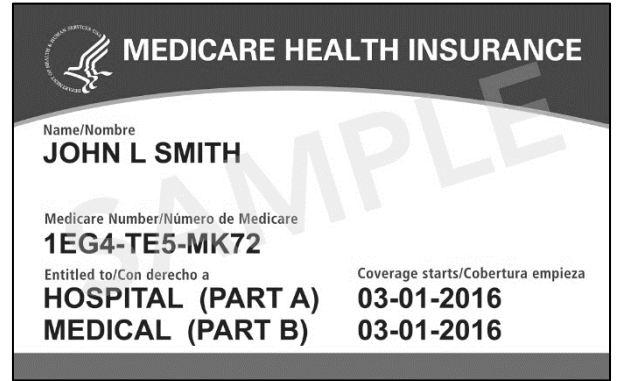 MEDICARE HEALTH INSURANCE
Name/Nombre
JOHN L SMITH
Medicare Number/Número de Medicare
1EG4-TE5-MK72
Entitled to/Con derecho a
Coverage starts/Cobertura empieza
HOSPITAL (PART A) 03-01-2016
MEDICAL (PART B) 03-01-2016
SAMPLE